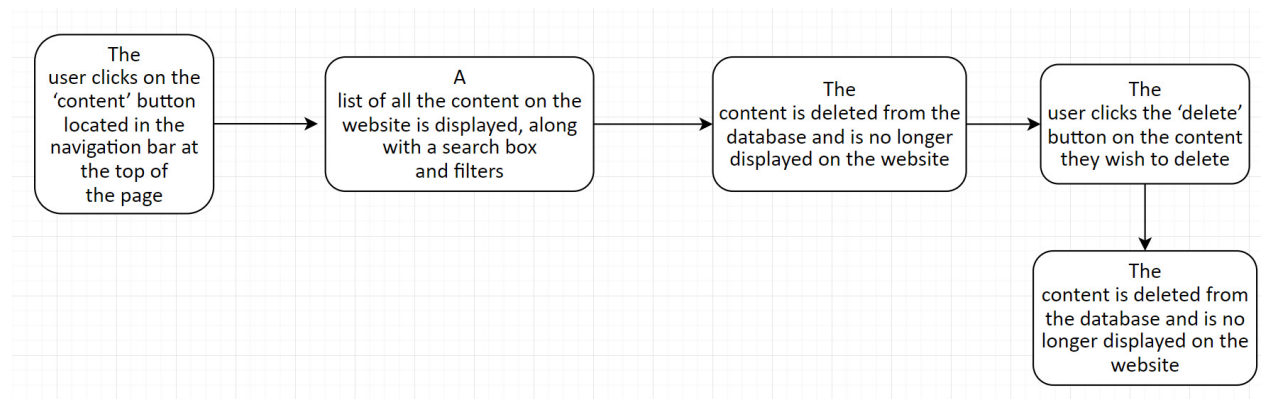 The
user clicks on the
‘content’ button
located in the
navigation bar at
the top of
the page
A
list of all the content on the
website is displayed, along
with a search box
and filters
The
content is deleted from the
database and is no longer
displayed on the website
The
user clicks the ‘delete’
button on the content
they wish to delete
The
content is deleted from
the database and is no
longer displayed on the
website